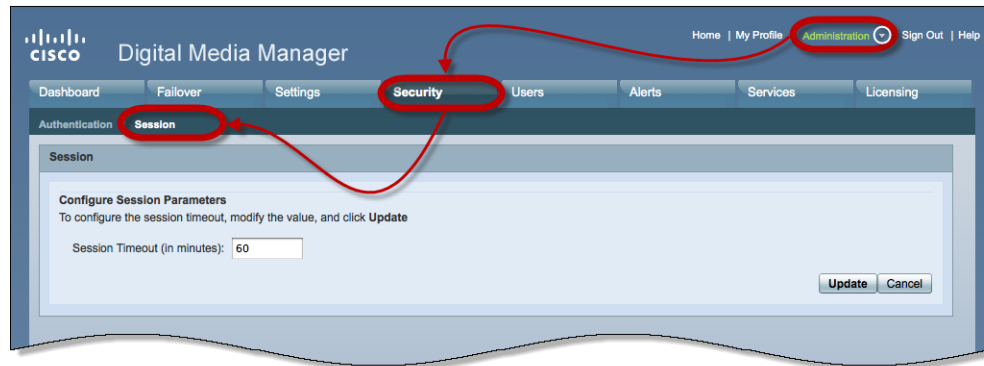 Home | My Profile Administration Sign Out | Help
CISCO Digital Media Manager
Dashboard Failover Settings Security Users Alerts Services Licensing
Authentication Session
Session
Configure Session Parameters
To configure the session timeout, modify the value, and click Update
Session Timeout (in minutes): 60
Update Cancel